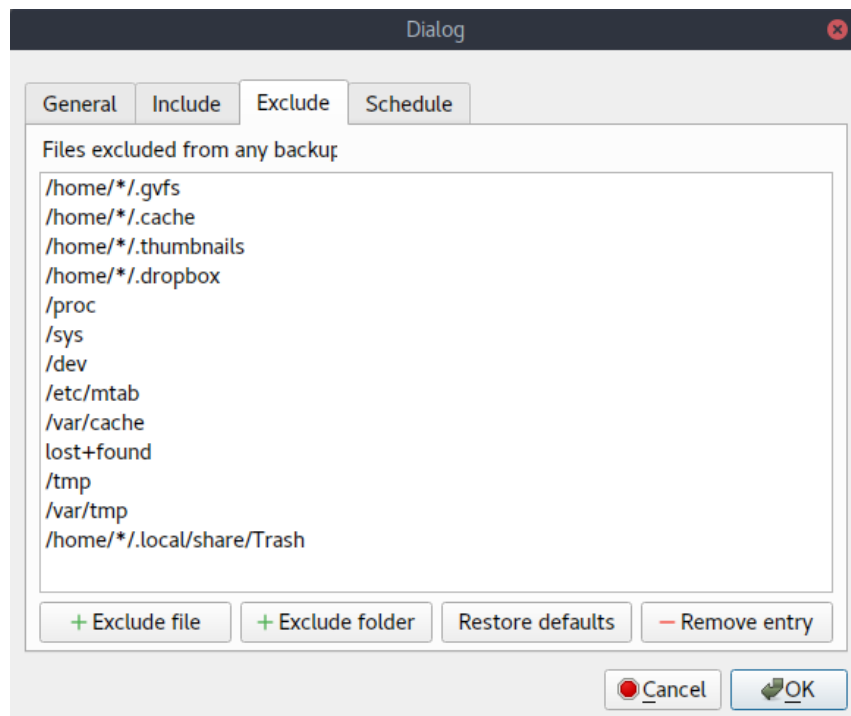 Dialog
General Include Exclude Schedule
Files excluded from any backup
/home/*/.gvfs
/home/*/.cache
/home/*/.thumbnails
/home/*/.dropbox
/proc
/sys
/dev
/etc/mtab
/var/cache
lost+found
/tmp
/var/tmp
/home/*/.local/share/Trash
+ Exclude file + Exclude folder Restore defaults − Remove entry
Cancel OK